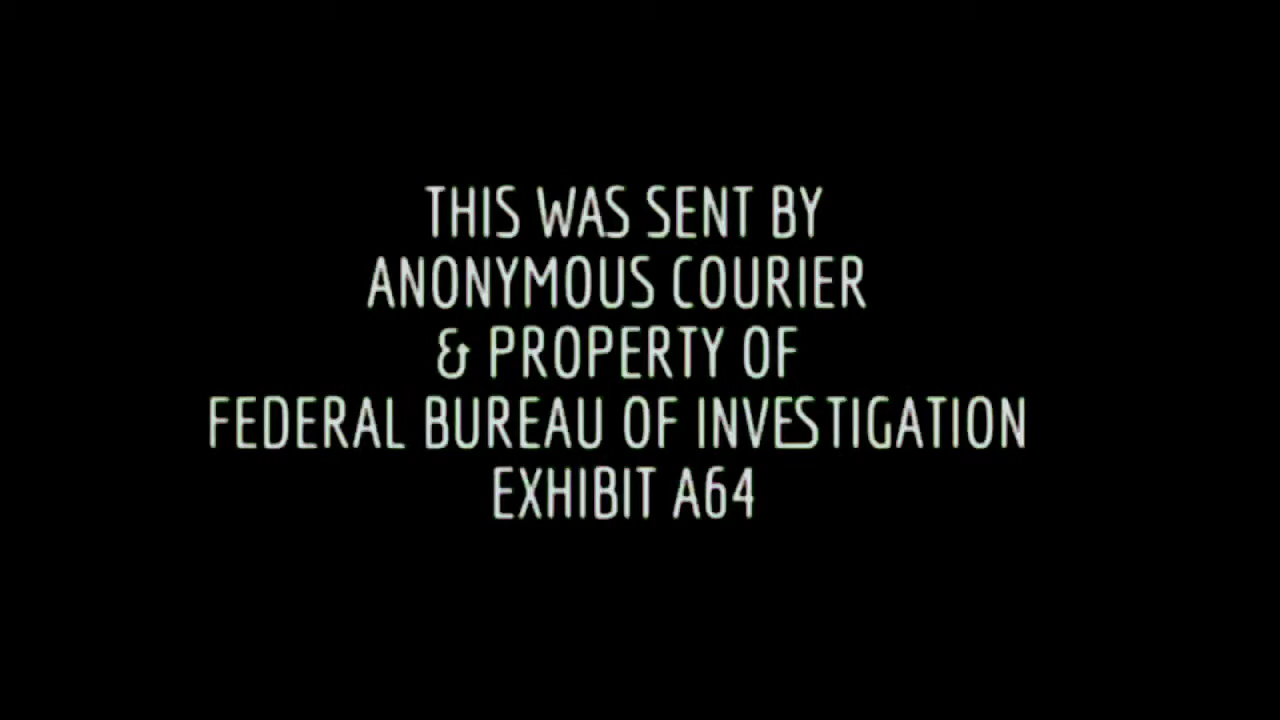 THIS WAS SENT BY
ANONYMOUS COURIER
& PROPERTY OF
FEDERAL BUREAU OF INVESTIGATION
EXHIBIT A64